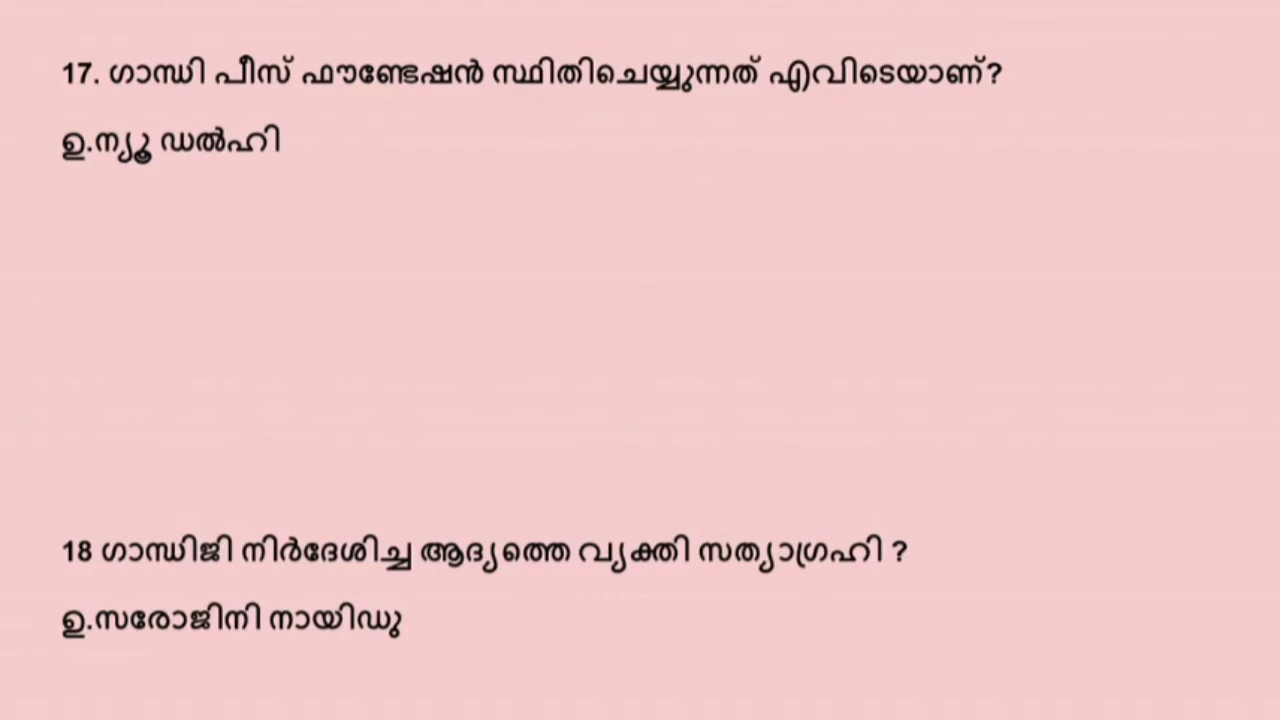 17. ഗാന്ധി പീസ് ഫൗണ്ടേഷൻ സ്ഥിതിചെയ്യുന്നത് എവിടെയാണ്?
ഉ.ന്യൂ ഡൽഹി
18 ഗാന്ധിജി നിർദേശിച്ച ആദ്യത്തെ വ്യക്തി സത്യാഗ്രഹി ?
ഉ.സരോജിനി നായിഡു